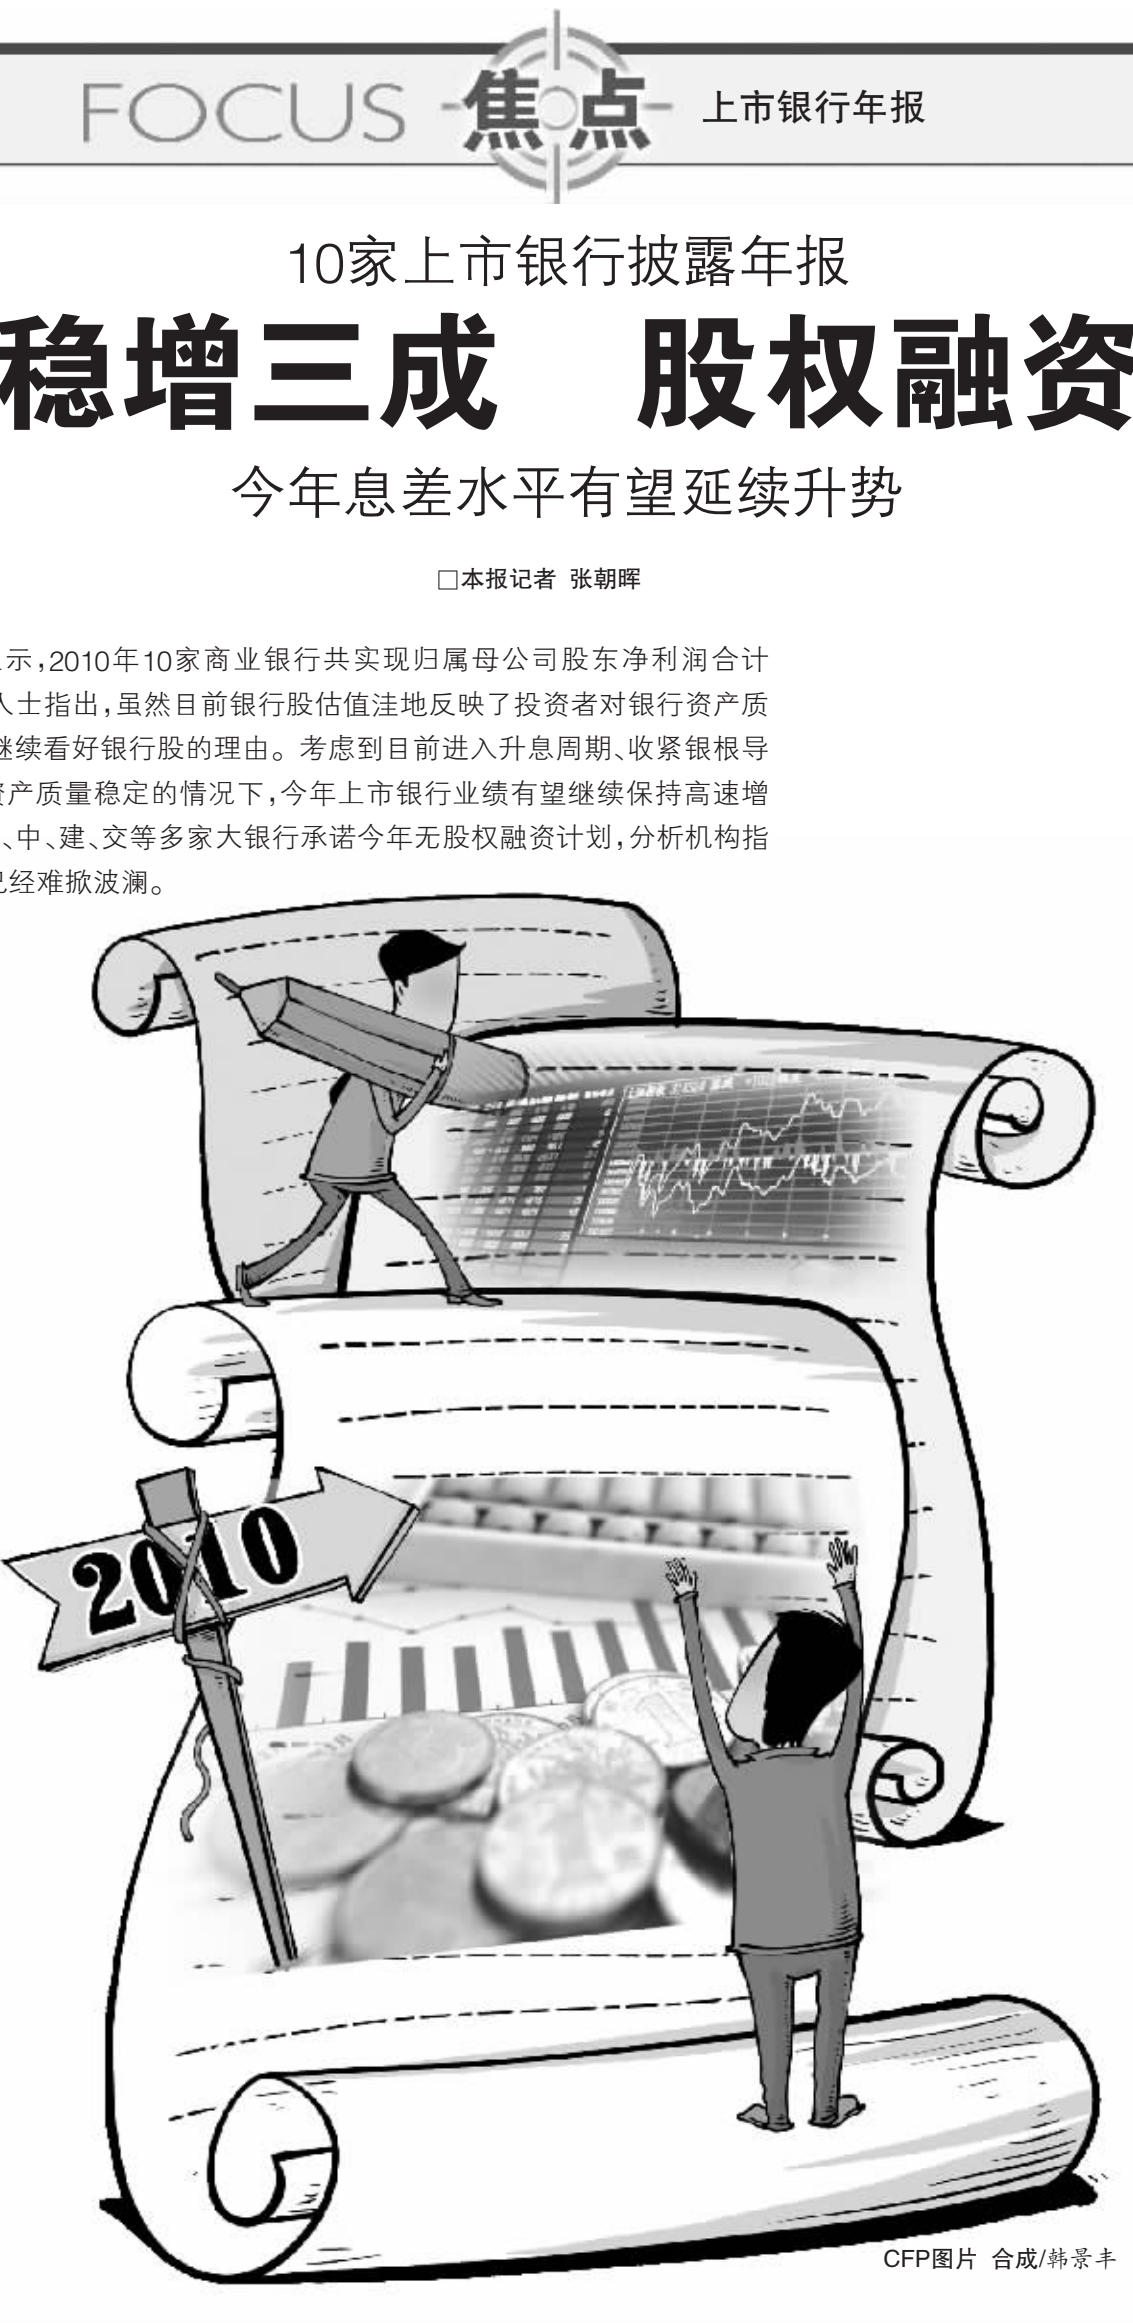 FOCUS 焦点 上市银行年报
10家上市银行披露年报
稳增三成 股权融资
今年息差水平有望延续升势
□本报记者 张朝晖
示，2010年10家商业银行共实现归属母公司股东净利润合计
人士指出，虽然目前银行股估值洼地反映了投资者对银行资产质
继续看好银行股的理由。考虑到目前进入升息周期、收紧银根导
资产质量稳定的情况下，今年上市银行业绩有望继续保持高速增
、中、建、交等多家大银行承诺今年无股权融资计划，分析机构指
已经难掀波澜。
2010
CFP图片 合成/韩景丰